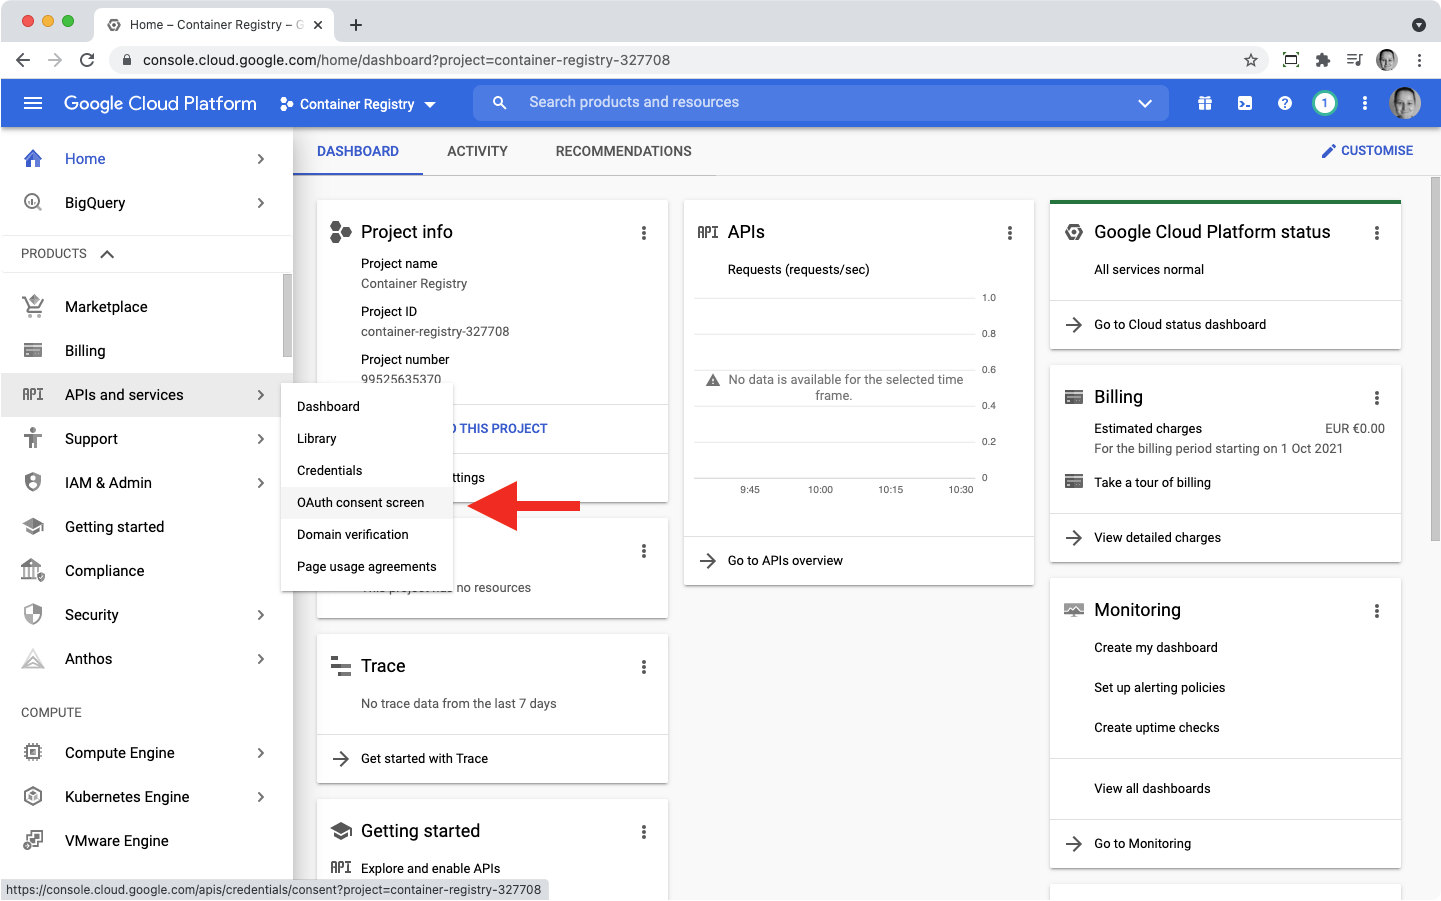 Home – Container Registry – G
console.cloud.google.com/home/dashboard?project=container-registry-327708
Google Cloud Platform
Container Registry
Search products and resources
1
Home
BigQuery
PRODUCTS
Marketplace
Billing
API
APIs and services
Support
IAM & Admin
Getting started
Compliance
Security
Anthos
COMPUTE
Compute Engine
Kubernetes Engine
VMware Engine
Dashboard
Library
Credentials
OAuth consent screen
Domain verification
Page usage agreements
DASHBOARD
ACTIVITY
RECOMMENDATIONS
CUSTOMISE
Project info
Project name
Container Registry
Project ID
container-registry-327708
Project number
99525635370
THIS PROJECT
ttings
no resources
Trace
No trace data from the last 7 days
Get started with Trace
Getting started
API
Explore and enable APIs
API
APIs
Requests (requests/sec)
1.0
0.8
0.6
0.4
0.2
0
No data is available for the selected time
frame.
9:45
10:00
10:15
10:30
Go to APIs overview
Google Cloud Platform status
All services normal
Go to Cloud status dashboard
Billing
Estimated charges
EUR €0.00
For the billing period starting on 1 Oct 2021
Take a tour of billing
View detailed charges
Monitoring
Create my dashboard
Set up alerting policies
Create uptime checks
View all dashboards
Go to Monitoring
https://console.cloud.google.com/apis/credentials/consent?project=container-registry-327708